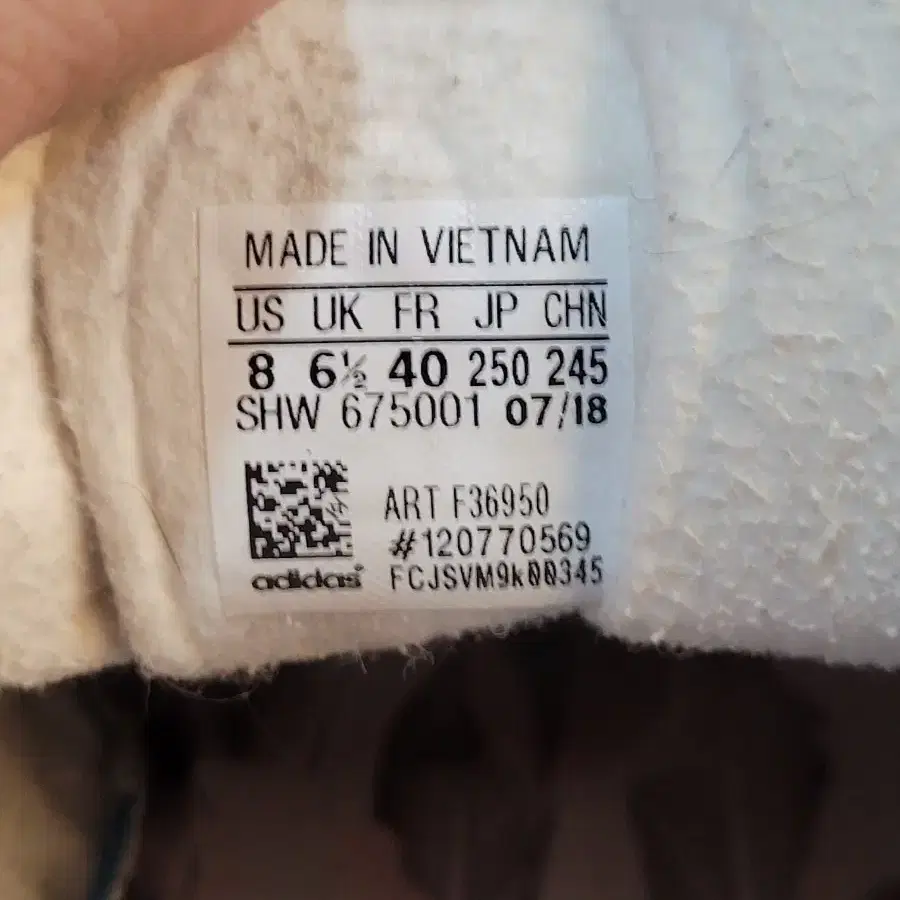 MADE IN VIETNAM
US UK FR JP CHN
8 6½ 40 250 245
SHW 675001 07/18
ART F36950
#120770569
adidas FCJSVM9K00345